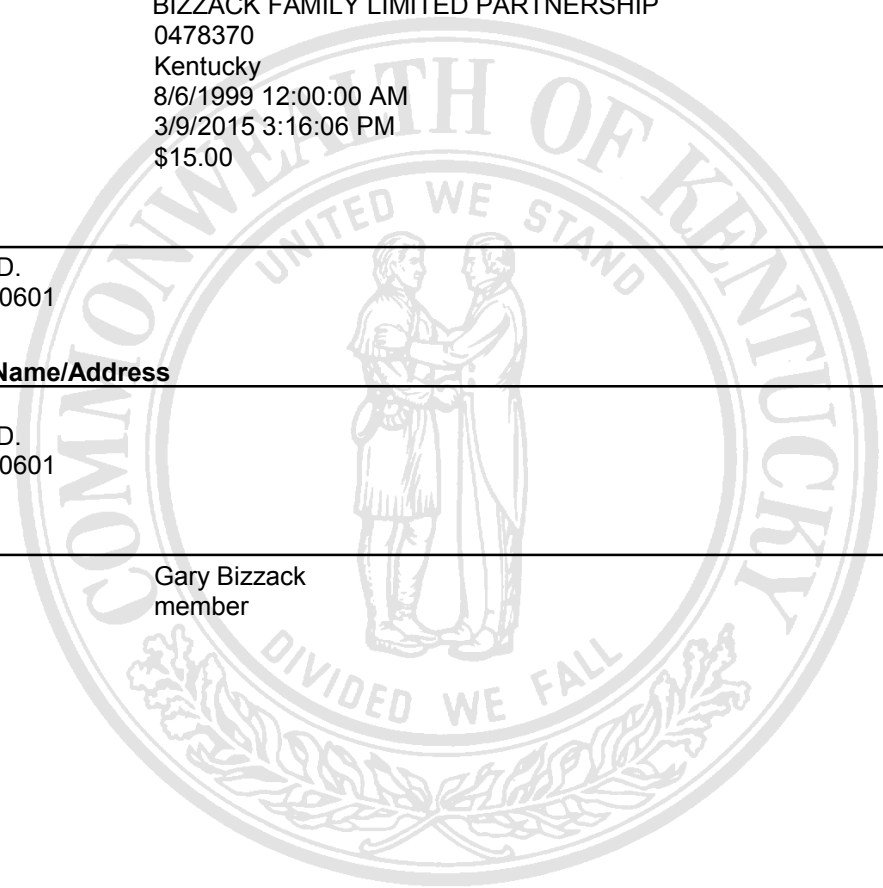 BIZZACK FAMILY LIMITED PARTNERSHIP
0478370
Kentucky
8/6/1999 12:00:00 AM
3/9/2015 3:16:06 PM
$15.00
D.
0601
Name/Address
D.
0601
Gary Bizzack
member
COMMONWEALTH OF KENTUCKY
UNITED WE STAND
DIVIDED WE FALL